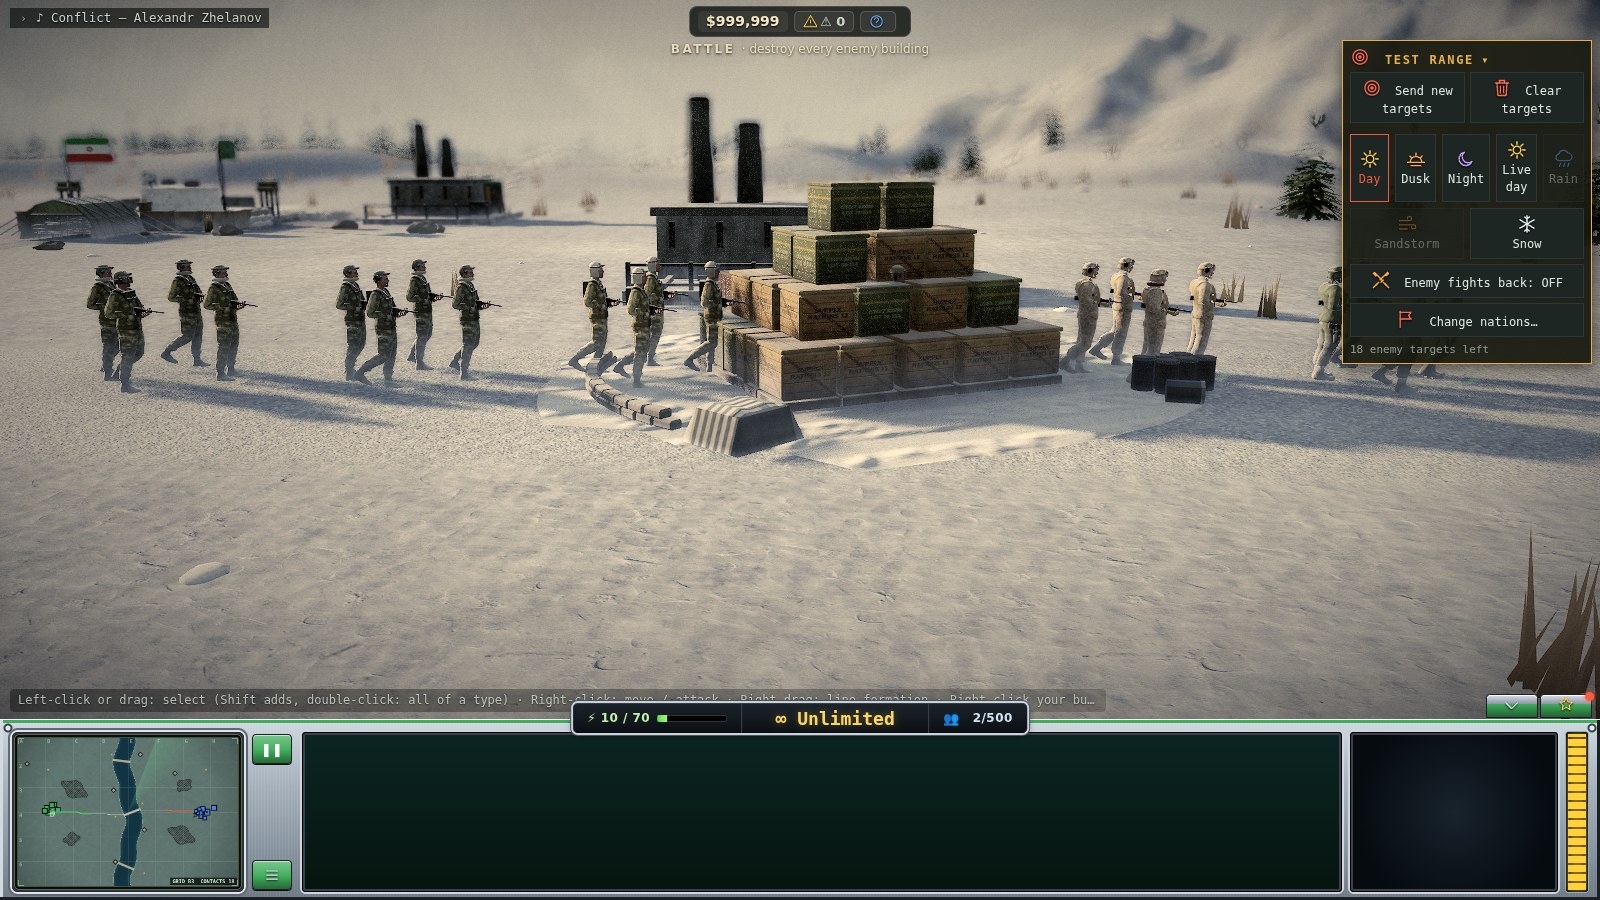 › ♪ Conflict — Alexandr Zhelanov
$999,999
⚠ 0
BATTLE · destroy every enemy building
TEST RANGE ▾
Send new targets
Clear targets
Day
Dusk
Night
Live day
Rain
Sandstorm
Snow
Enemy fights back: OFF
Change nations…
18 enemy targets left
Left-click or drag: select (Shift adds, double-click: all of a type) · Right-click: move / attack · Right-drag: line formation · Right-click your bu…
⚡ 10 / 70
∞ Unlimited
2/500